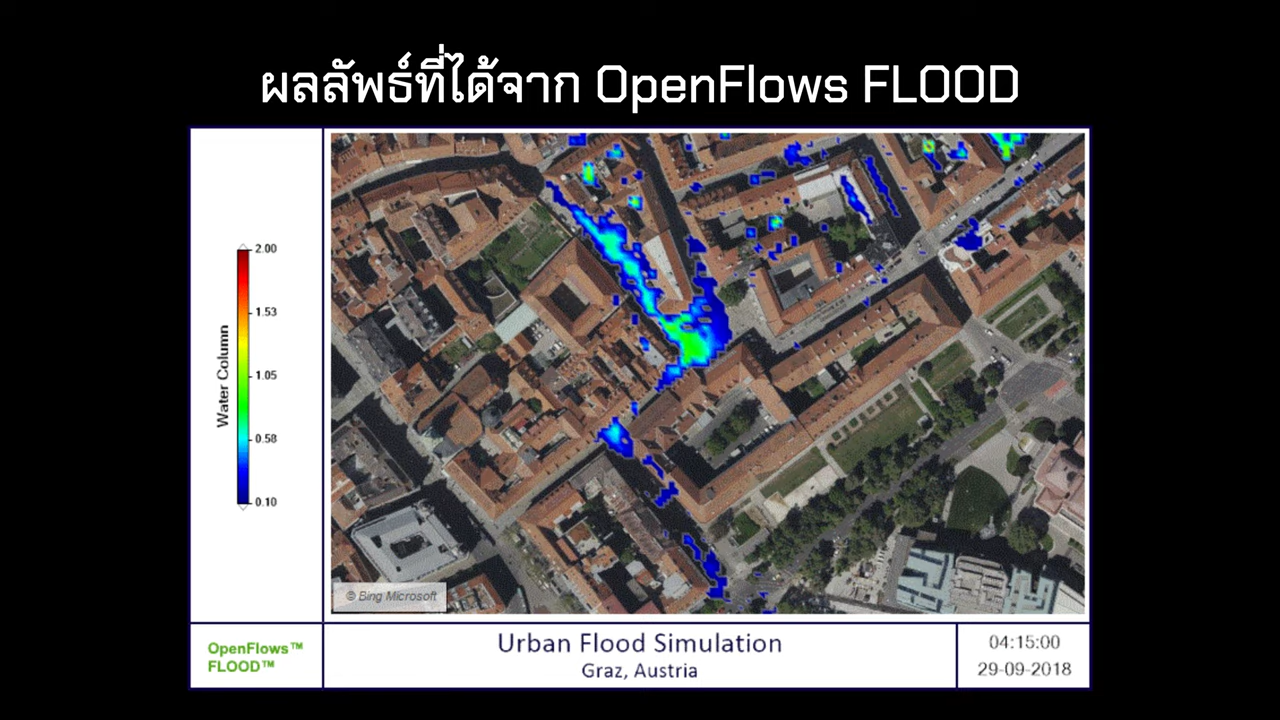 ผลลัพธ์ที่ได้จาก OpenFlows FLOOD
2.00
1.53
1.05
0.58
0.10
Water Column
© Bing Microsoft
OpenFlows™
FLOOD™
Urban Flood Simulation
Graz, Austria
04:15:00
29-09-2018